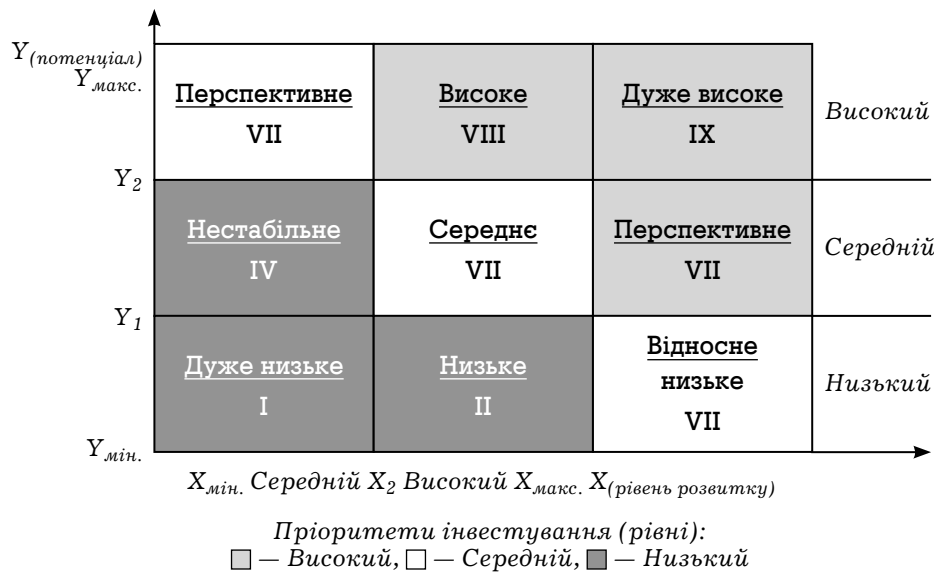 Y(потенціал)
Yмакс.
Перспективне
VII
Високе
VIII
Дуже високе
IX
Високий
Y2
Нестабільне
IV
Середнє
VII
Перспективне
VII
Середній
Y1
Дуже низьке
I
Низьке
II
Відносне
низьке
VII
Низький
Yмін.
Xмін. Середній X2 Високий Xмакс. X(рівень розвитку)
Пріоритети інвестування (рівні):
— Високий, — Середній, — Низький